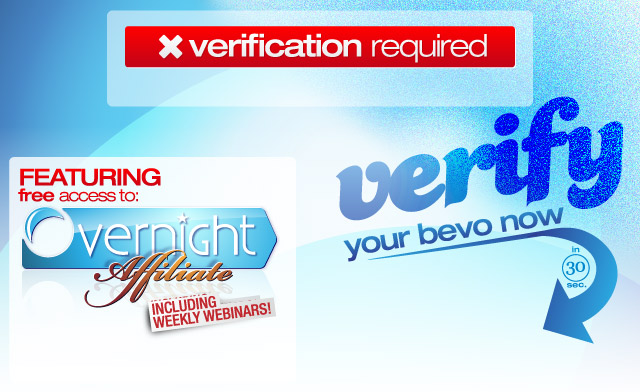 verification required
FEATURING
free access to:
Overnight
Affiliate
INCLUDING
WEEKLY WEBINARS!
verify
your bevo now
in
30
sec.